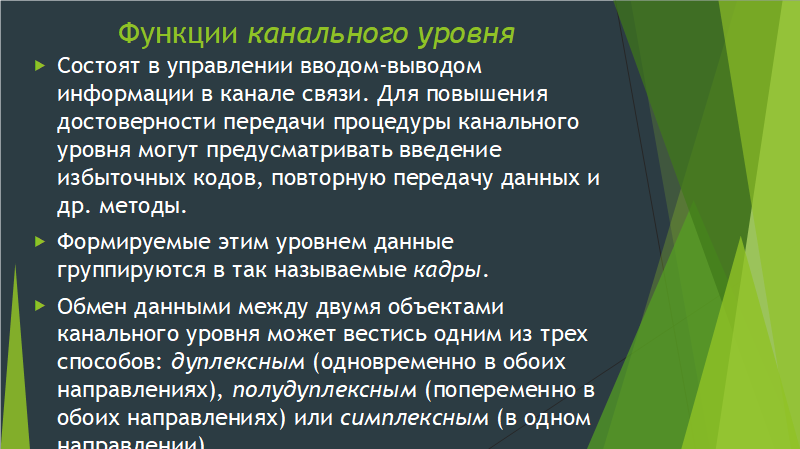 Функции канального уровня
Состоят в управлении вводом-выводом
информации в канале связи. Для повышения
достоверности передачи процедуры канального
уровня могут предусматривать введение
избыточных кодов, повторную передачу данных и
др. методы.
Формируемые этим уровнем данные
группируются в так называемые кадры.
Обмен данными между двумя объектами
канального уровня может вестись одним из трех
способов: дуплексным (одновременно в обоих
направлениях), полудуплексным (попеременно в
обоих направлениях) или симплексным (в одном
направлении)